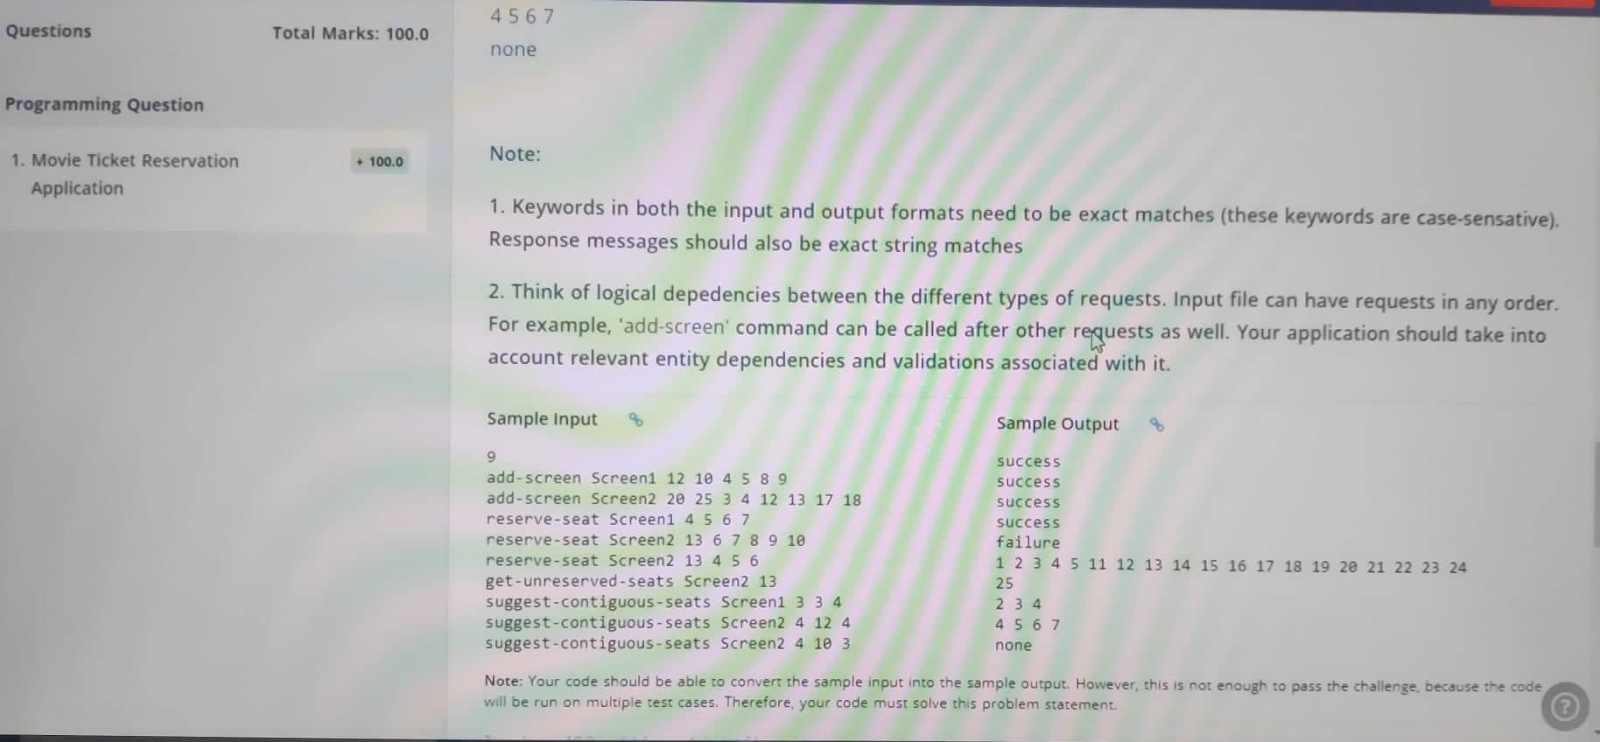 Questions
Total Marks: 100.0
Programming Question
1. Movie Ticket Reservation
Application
+ 100.0
4 5 6 7
none
Note:
1. Keywords in both the input and output formats need to be exact matches (these keywords are case-sensative).
Response messages should also be exact string matches
2. Think of logical depedencies between the different types of requests. Input file can have requests in any order.
For example, 'add-screen' command can be called after other requests as well. Your application should take into
account relevant entity dependencies and validations associated with it.
Sample Input
9
add-screen Screen1 12 10 4 5 8 9
add-screen Screen2 20 25 3 4 12 13 17 18
reserve-seat Screen1 4 5 6 7
reserve-seat Screen2 13 6 7 8 9 10
reserve-seat Screen2 13 4 5 6
get-unreserved-seats Screen2 13
suggest-contiguous-seats Screen1 3 3 4
suggest-contiguous-seats Screen2 4 12 4
suggest-contiguous-seats Screen2 4 10 3
Sample Output
success
success
success
success
failure
1 2 3 4 5 11 12 13 14 15 16 17 18 19 20 21 22 23 24
25
2 3 4
4 5 6 7
none
Note: Your code should be able to convert the sample input into the sample output. However, this is not enough to pass the challenge, because the code
will be run on multiple test cases. Therefore, your code must solve this problem statement.
?